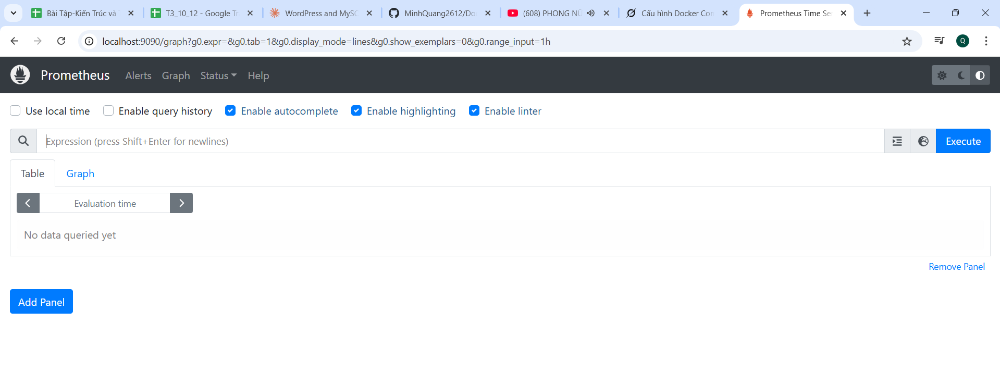 Bài Tập-Kiến Trúc và T
T3_10_12 - Google Tr
WordPress and MySQ
MinhQuang2612/Do
(608) PHONG NỮ
Cấu hình Docker Con
Prometheus Time Se
localhost:9090/graph?g0.expr=&g0.tab=1&g0.display_mode=lines&g0.show_exemplars=0&g0.range_input=1h
Q
Prometheus Alerts Graph Status Help
Use local time Enable query history Enable autocomplete Enable highlighting Enable linter
Expression (press Shift+Enter for newlines) Execute
Table Graph
Evaluation time
No data queried yet
Remove Panel
Add Panel